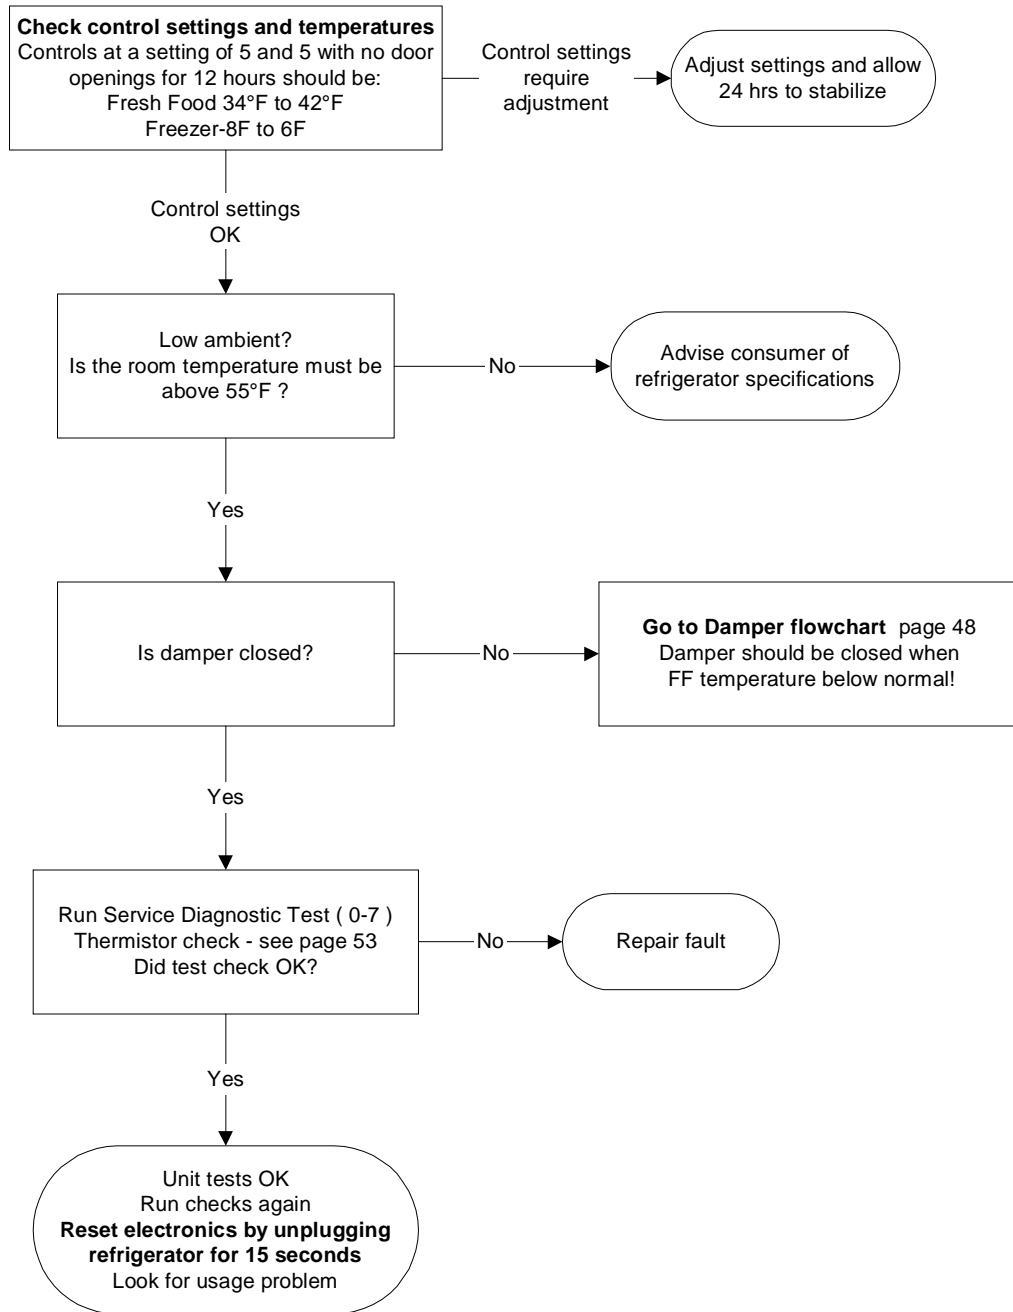 Check control settings and temperatures
Controls at a setting of 5 and 5 with no door
openings for 12 hours should be:
Fresh Food 34°F to 42°F
Freezer-8F to 6F
Control settings
require
adjustment
Adjust settings and allow
24 hrs to stabilize
Control settings
OK
Low ambient?
Is the room temperature must be
above 55°F ?
No
Advise consumer of
refrigerator specifications
Yes
Is damper closed?
No
Go to Damper flowchart page 48
Damper should be closed when
FF temperature below normal!
Yes
Run Service Diagnostic Test ( 0-7 )
Thermistor check - see page 53
Did test check OK?
No
Repair fault
Yes
Unit tests OK
Run checks again
Reset electronics by unplugging
refrigerator for 15 seconds
Look for usage problem